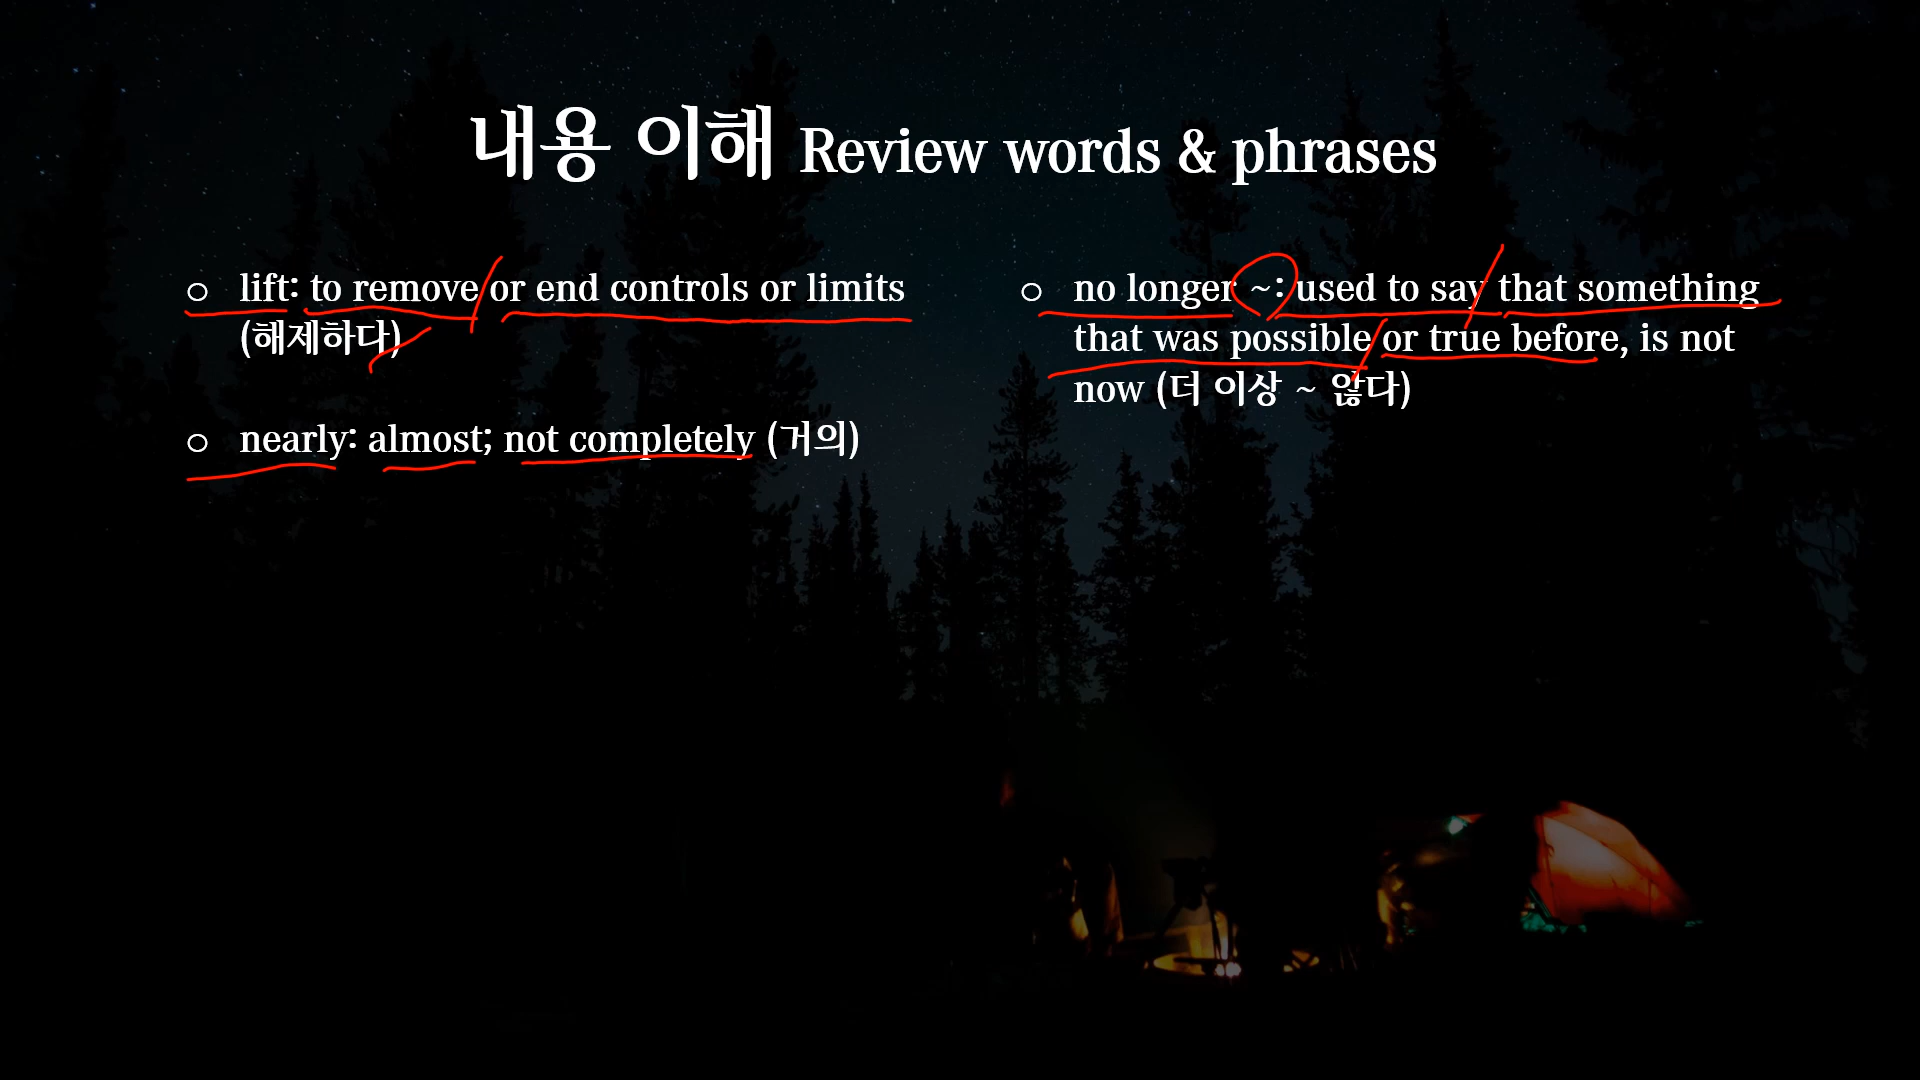 내용 이해 Review words & phrases
○ lift: to remove or end controls or limits
(해제하다)
○ nearly: almost; not completely (거의)
○ no longer ~: used to say that something
that was possible or true before, is not
now (더 이상 ~ 않다)